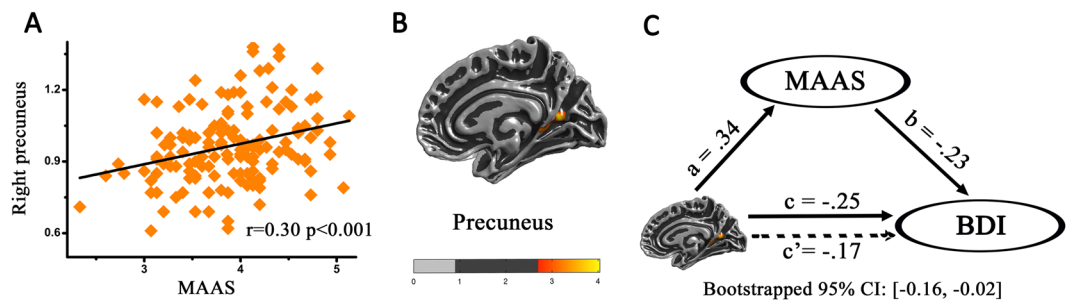 A
Right precuneus
1.2
0.9
0.6
3
4
5
MAAS
r=0.30 p<0.001
B
Precuneus
0
1
2
3
4
C
MAAS
a = .34
b = -.23
c = -.25
c’= -.17
BDI
Bootstrapped 95% CI: [-0.16, -0.02]